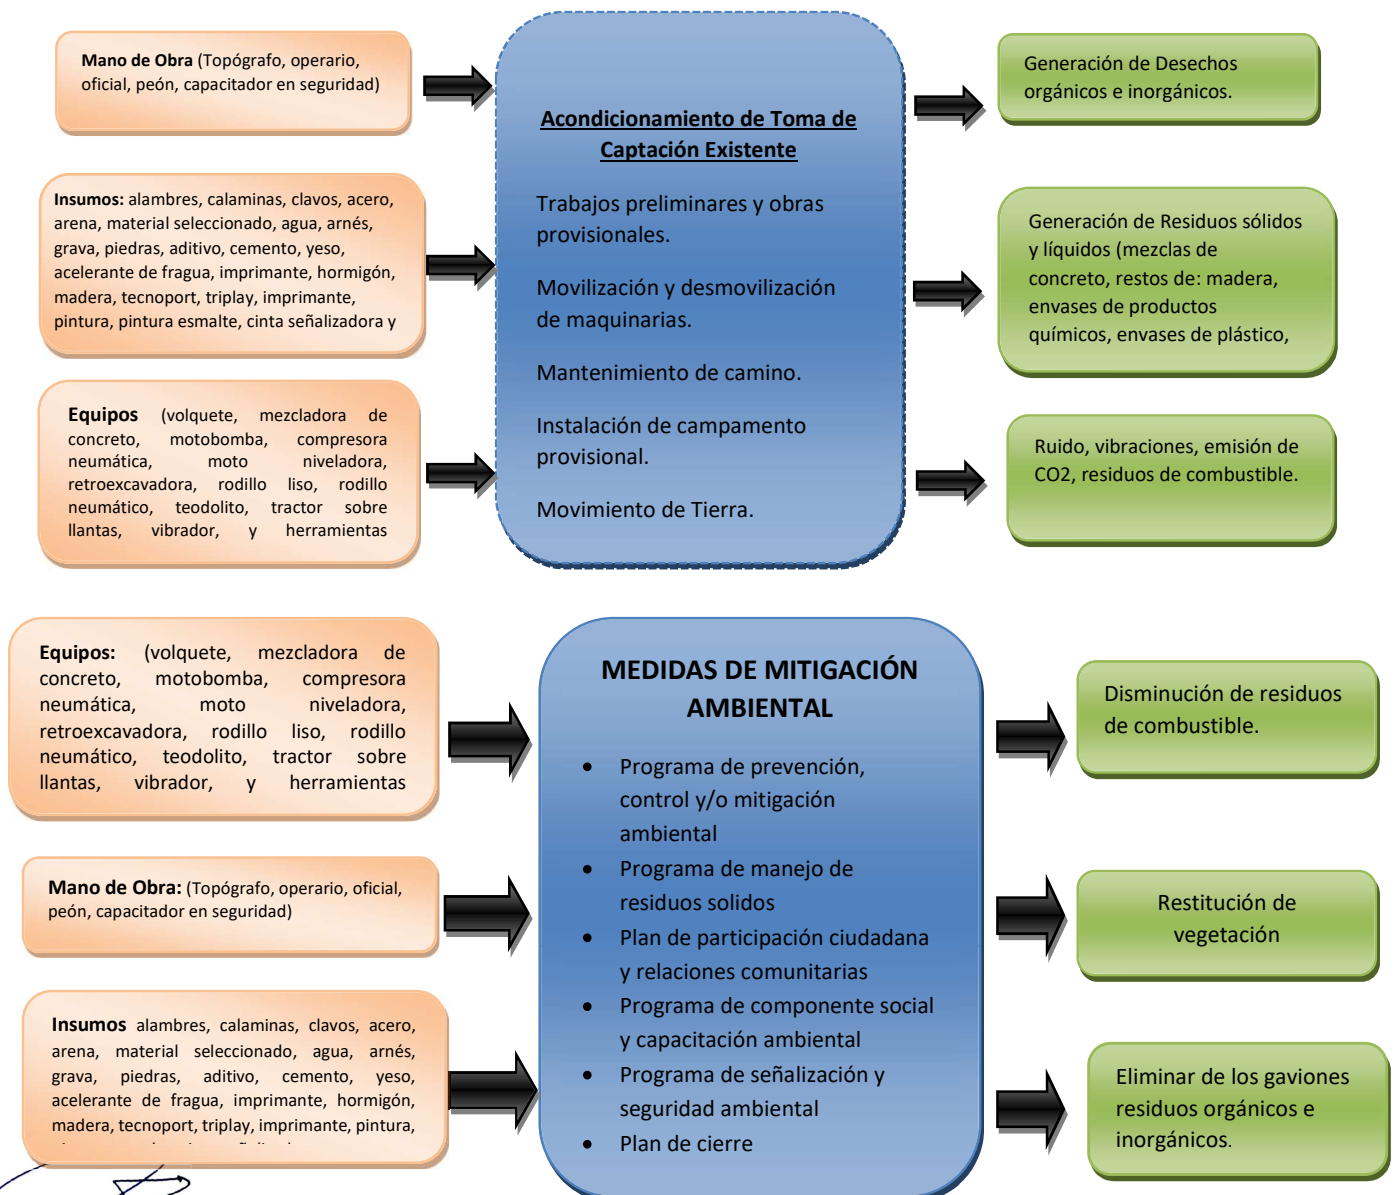 Mano de Obra (Topógrafo, operario,
oficial, peón, capacitador en seguridad)
Insumos: alambres, calaminas, clavos, acero,
arena, material seleccionado, agua, arnés,
grava, piedras, aditivo, cemento, yeso,
acelerante de fragua, imprimante, hormigón,
madera, tecnoport, triplay, imprimante,
pintura, pintura esmalte, cinta señalizadora y
Equipos (volquete, mezcladora de
concreto, motobomba, compresora
neumática, moto niveladora,
retroexcavadora, rodillo liso, rodillo
neumático, teodolito, tractor sobre
llantas, vibrador, y herramientas
Acondicionamiento de Toma de
Captación Existente
Trabajos preliminares y obras
provisionales.
Movilización y desmovilización
de maquinarias.
Mantenimiento de camino.
Instalación de campamento
provisional.
Movimiento de Tierra.
Generación de Desechos
orgánicos e inorgánicos.
Generación de Residuos sólidos
y líquidos (mezclas de
concreto, restos de: madera,
envases de productos
químicos, envases de plástico,
Ruido, vibraciones, emisión de
CO2, residuos de combustible.
Equipos: (volquete, mezcladora de
concreto, motobomba, compresora
neumática, moto niveladora,
retroexcavadora, rodillo liso, rodillo
neumático, teodolito, tractor sobre
llantas, vibrador, y herramientas
Mano de Obra: (Topógrafo, operario, oficial,
peón, capacitador en seguridad)
Insumos alambres, calaminas, clavos, acero,
arena, material seleccionado, agua, arnés,
grava, piedras, aditivo, cemento, yeso,
acelerante de fragua, imprimante, hormigón,
madera, tecnoport, triplay, imprimante, pintura,
MEDIDAS DE MITIGACIÓN
AMBIENTAL
• Programa de prevención,
control y/o mitigación
ambiental
• Programa de manejo de
residuos solidos
• Plan de participación ciudadana
y relaciones comunitarias
• Programa de componente social
y capacitación ambiental
• Programa de señalización y
seguridad ambiental
• Plan de cierre
Disminución de residuos
de combustible.
Restitución de
vegetación
Eliminar de los gaviones
residuos orgánicos e
inorgánicos.